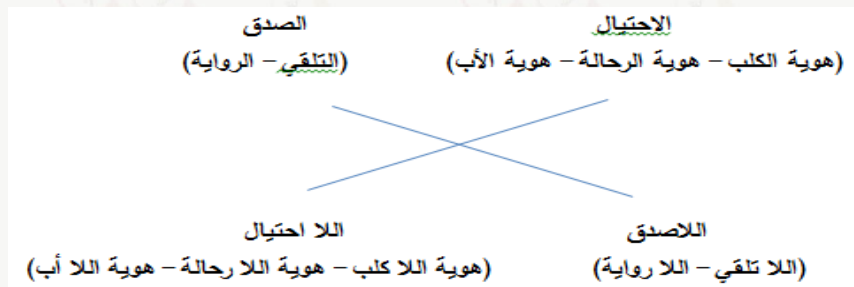 الاحتيال
(هوية الكلب – هوية الرحالة – هوية الأب)
الصدق
(التلقي – الرواية)
اللاصدق
(اللا تلقي – اللا رواية)
اللا احتيال
(هوية اللا كلب – هوية اللا رحالة – هوية اللا أب)